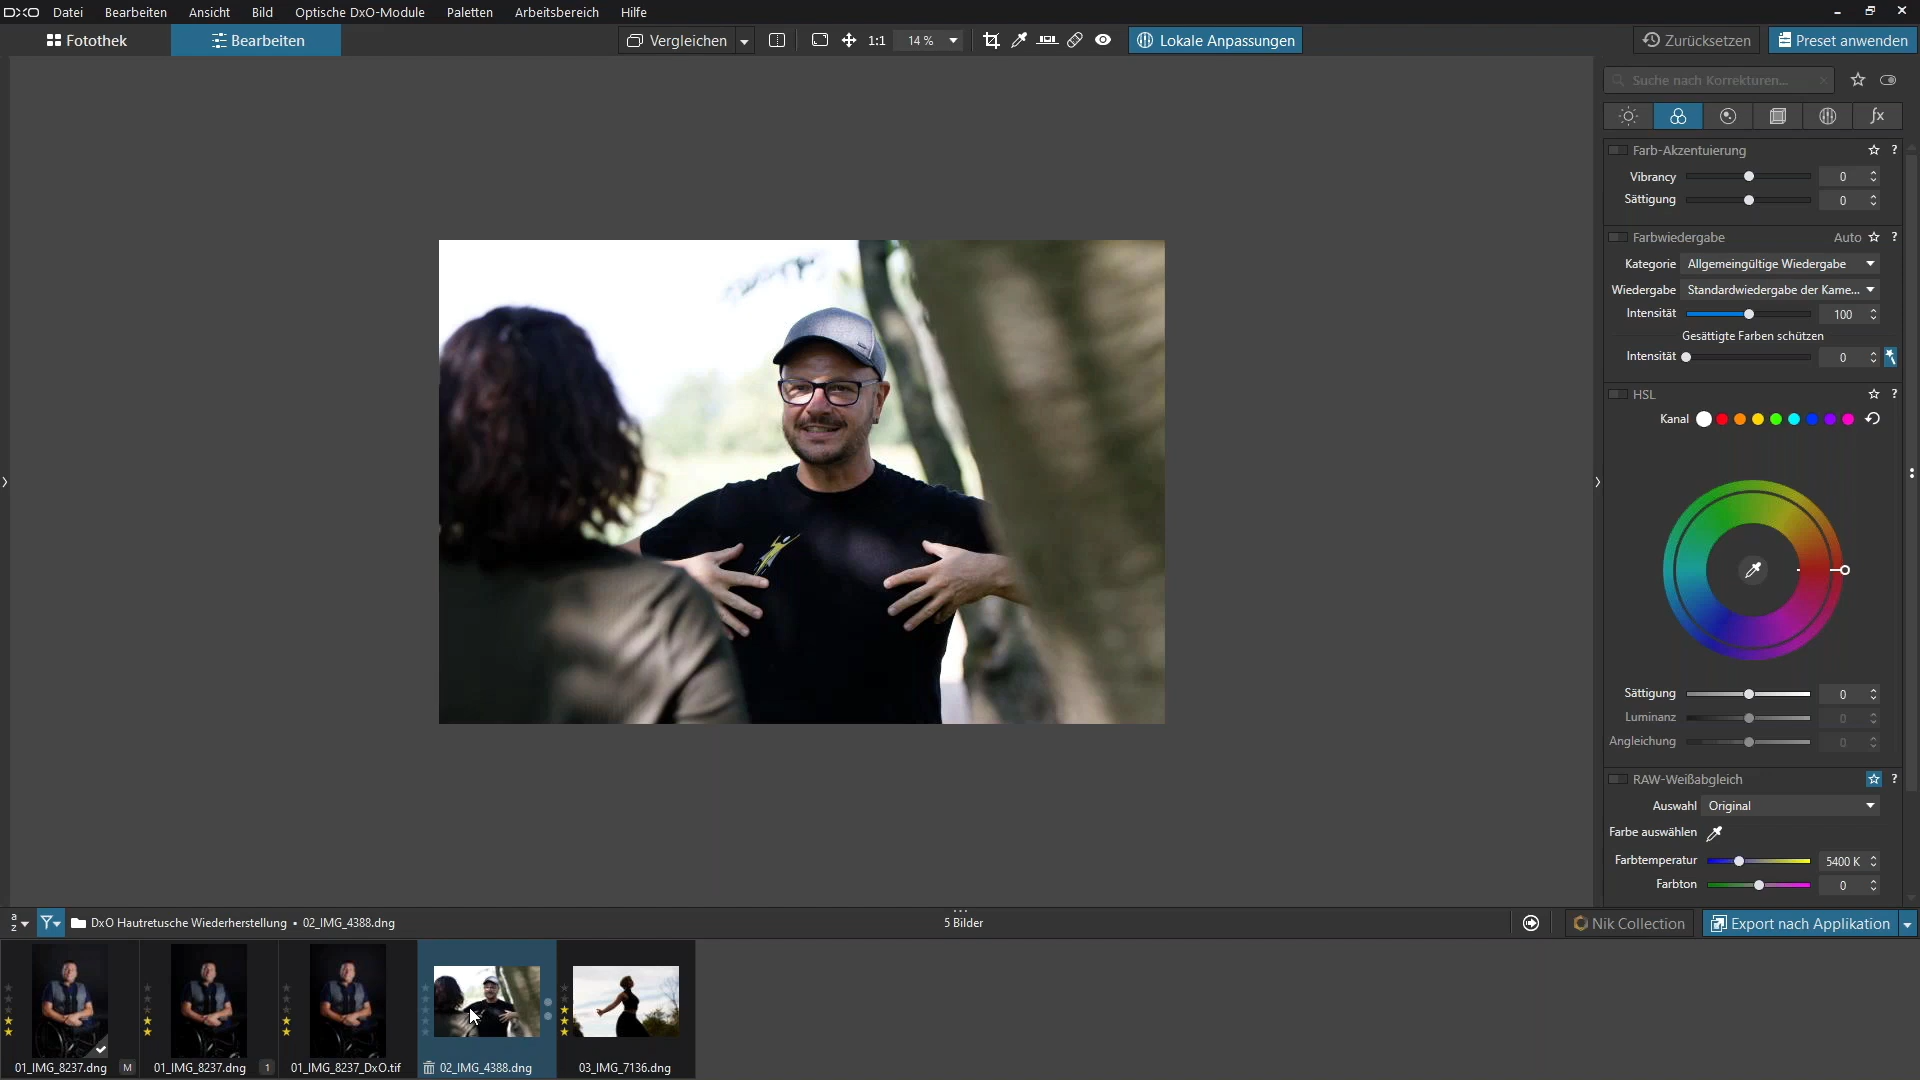 DXO Datei Bearbeiten Ansicht Bild Optische DxO-Module Paletten Arbeitsbereich Hilfe
Fotothek Bearbeiten Vergleichen 1:1 14 % Lokale Anpassungen Zurücksetzen Preset anwenden
Suche nach Korrekturen...
fx
Farb-Akzentuierung ?
Vibrancy 0
Sättigung 0
Farbwiedergabe Auto ?
Kategorie Allgemeingültige Wiedergabe
Wiedergabe Standardwiedergabe der Kame...
Intensität 100
Gesättigte Farben schützen
Intensität 0
HSL ?
Kanal
Sättigung 0
Luminanz 0
Angleichung 0
RAW-Weißabgleich ?
Auswahl Original
Farbe auswählen
Farbtemperatur 5400 K
Farbton 0
a z DxO Hautretusche Wiederherstellung • 02_IMG_4388.dng 5 Bilder Nik Collection Export nach Applikation
01_IMG_8237.dng M 01_IMG_8237.dng 1 01_IMG_8237_DxO.tif 02_IMG_4388.dng 03_IMG_7136.dng